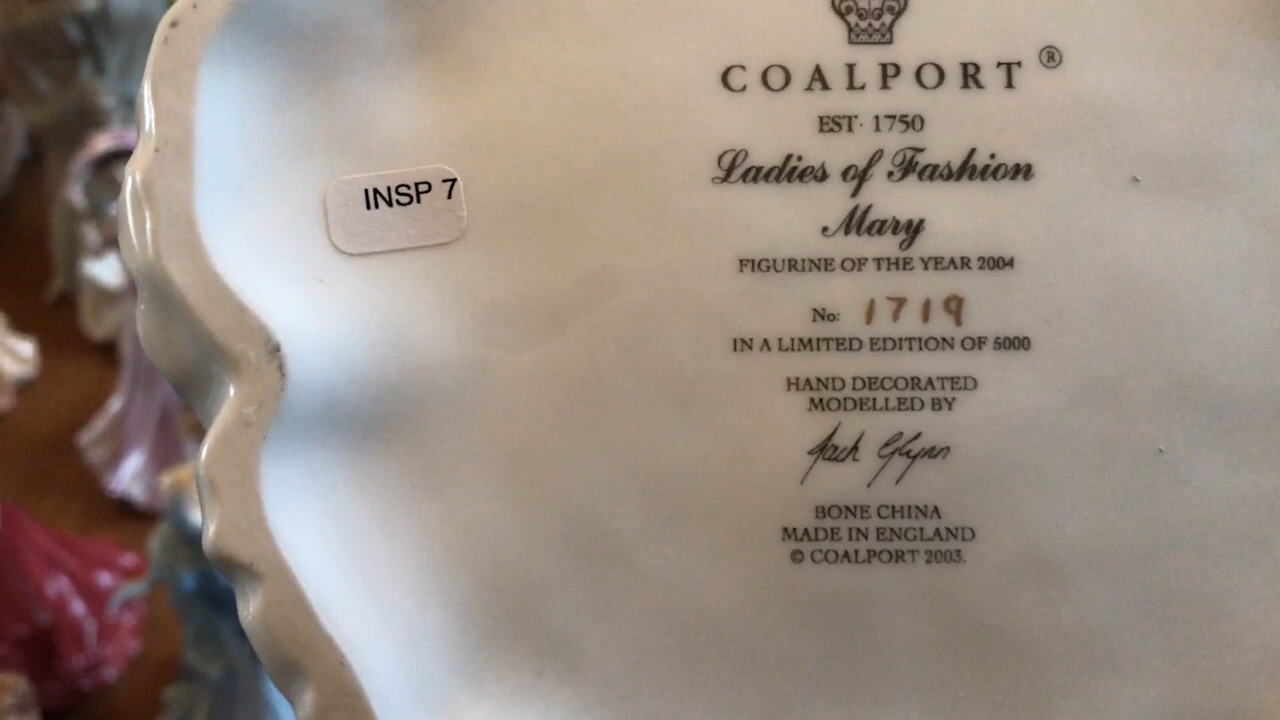 COALPORT ®
EST· 1750
Ladies of Fashion
Mary
FIGURINE OF THE YEAR 2004
No: 1719
IN A LIMITED EDITION OF 5000
HAND DECORATED
MODELLED BY
Jack Glynn
BONE CHINA
MADE IN ENGLAND
© COALPORT 2003.
INSP 7